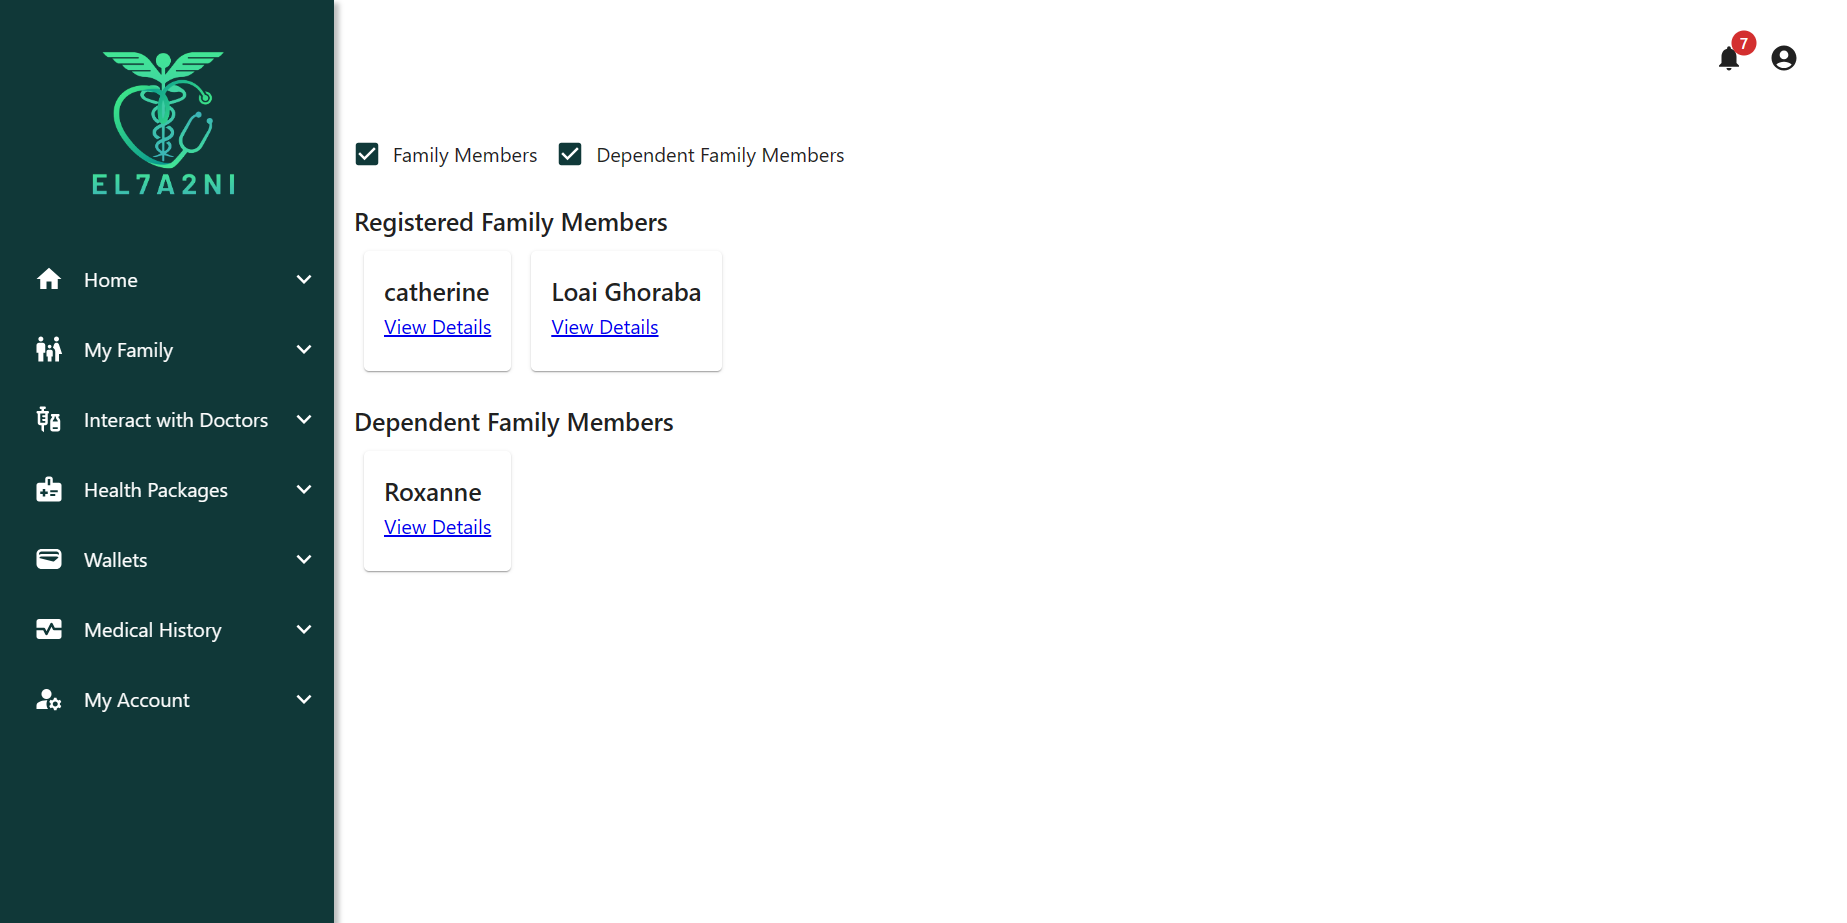 EL7A2NI
Home
My Family
Interact with Doctors
Health Packages
Wallets
Medical History
My Account
7
Family Members
Dependent Family Members
Registered Family Members
catherine
View Details
Loai Ghoraba
View Details
Dependent Family Members
Roxanne
View Details